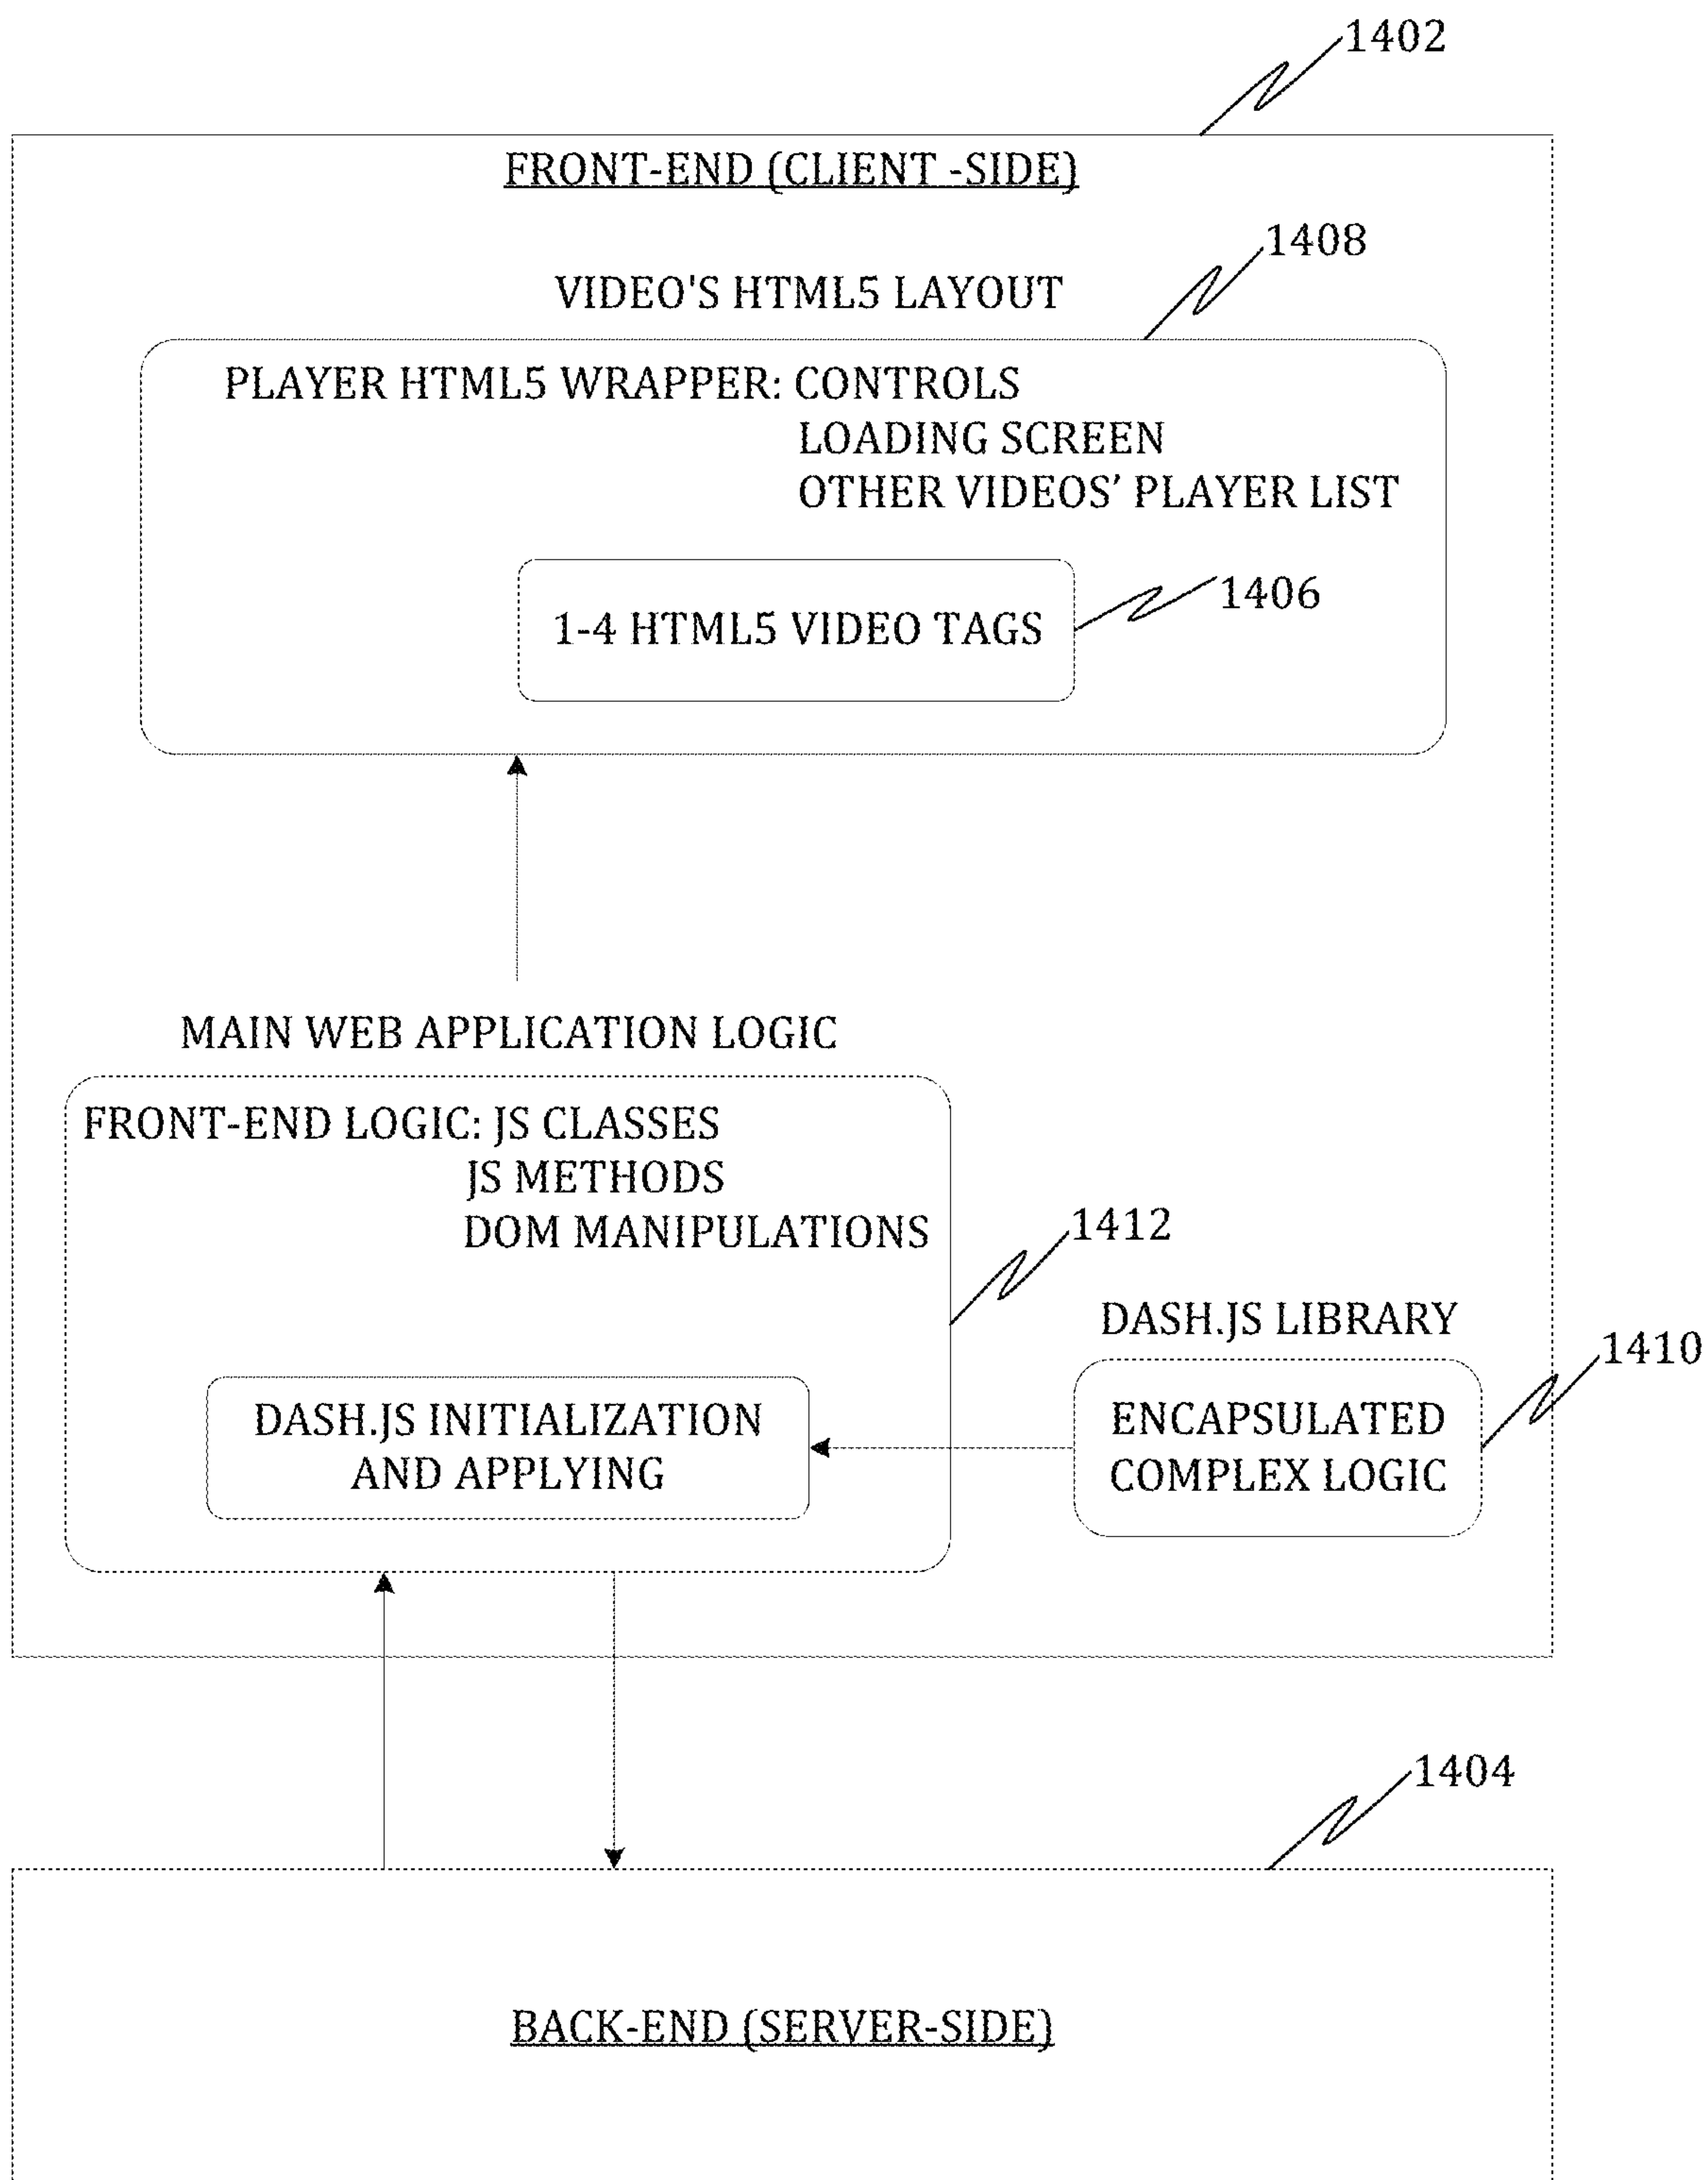 1402
FRONT-END (CLIENT -SIDE)
1408
VIDEO'S HTML5 LAYOUT
PLAYER HTML5 WRAPPER: CONTROLS
LOADING SCREEN
OTHER VIDEOS’ PLAYER LIST
1406
1-4 HTML5 VIDEO TAGS
MAIN WEB APPLICATION LOGIC
FRONT-END LOGIC: JS CLASSES
JS METHODS
DOM MANIPULATIONS
1412
DASH.JS LIBRARY
1410
DASH.JS INITIALIZATION
AND APPLYING
ENCAPSULATED
COMPLEX LOGIC
1404
BACK-END (SERVER-SIDE)